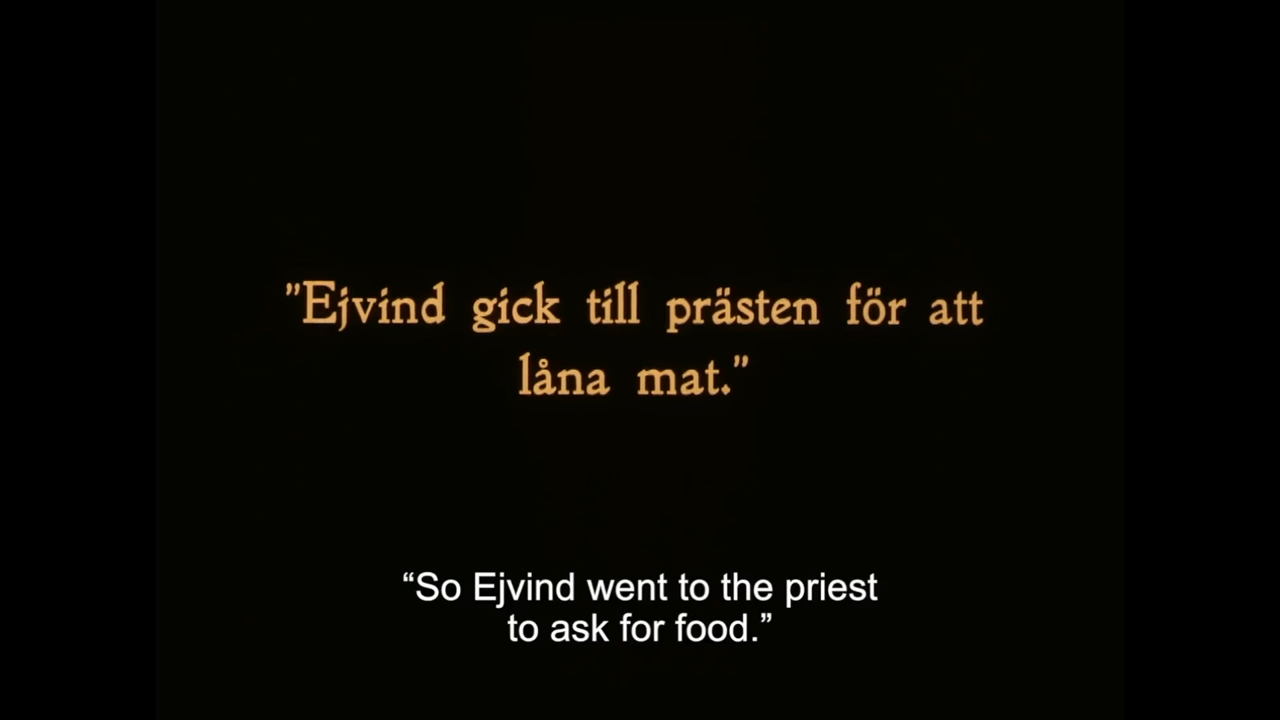 "Ejvind gick till prästen för att
låna mat."
“So Ejvind went to the priest
to ask for food.”